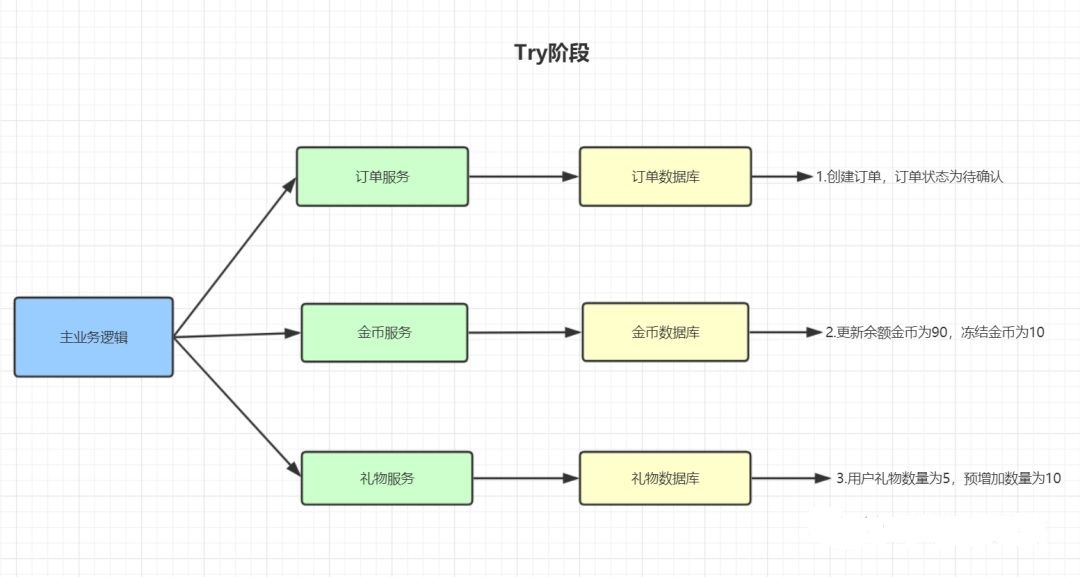 Try阶段
订单服务
订单数据库
1.创建订单，订单状态为待确认
主业务逻辑
金币服务
金币数据库
2.更新余额金币为90，冻结金币为10
礼物服务
礼物数据库
3.用户礼物数量为5，预增加数量为10